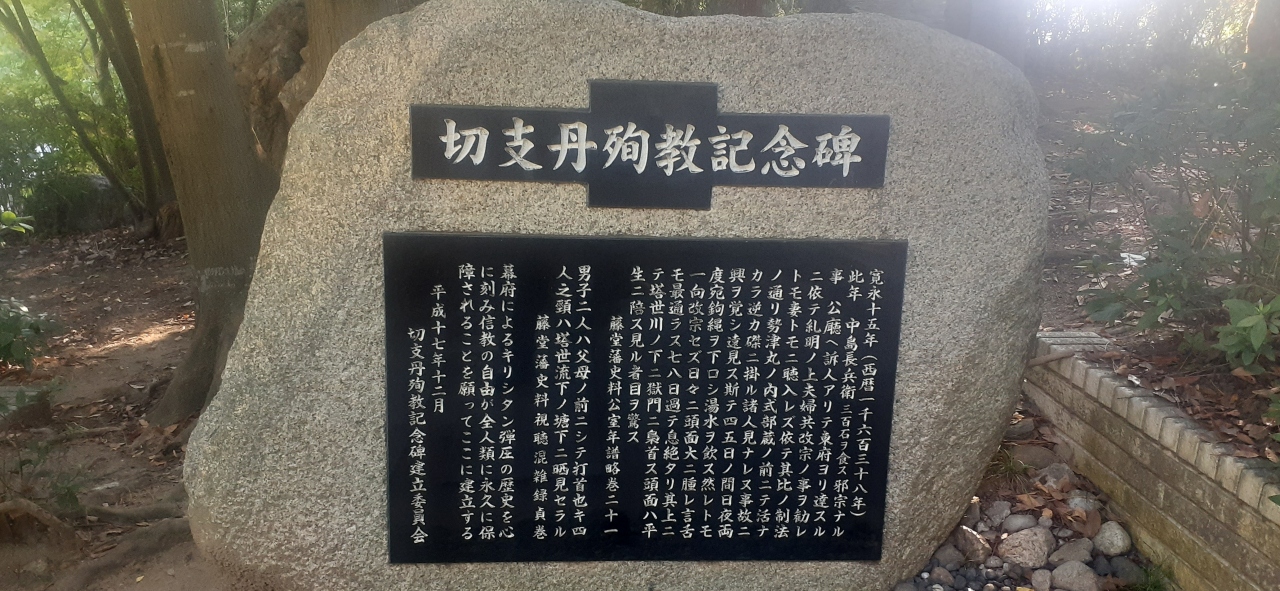 切支丹殉教記念碑
寛永十五年(西暦一千六百三十八年)
此年 中島長兵衛 三百石ヲ食ス 邪宗ナル
事 公廳ヘ訴人アリテ東府ヨリ達スル
ニ依テ糺明ノ上夫婦共改宗ノ事ヲ勧レ
トモ妻トモニ聴入レズ依テ其比ノ制法
ノ通リ勢津丸ノ内式部蔵ノ前ニテ活ナ
カラ逆カ磔ニ掛ル諸人見ナレス事故ニ
興ヲ覚シ遠見ス斯テ四五日ノ間日夜両
度宛鉤縄ヲ下ロシ湯水ヲ飲ス然レトモ
一向改宗セズ日々ニ頭面大ニ腫レ言舌
モ最通ラス七八日過テ息絶タリ其上ニ
テ塔世川ノ下ニ獄門ニ梟首ス頭面ハ平
生ニ陪ス見ル者目ヲ驚ス
藤堂藩史料公室年譜略巻二十一
男子二人ハ父母ノ前ニシテ打首也キ四
人之頸ハ塔世流下ノ塘下ニ晒見セラル
藤堂藩史料視聴混雑録貞巻
幕府によるキリシタン弾圧の歴史を心
に刻み信教の自由が全人類に永久に保
障されることを願ってここに建立する
平成十七年十二月
切支丹殉教記念碑建立委員会